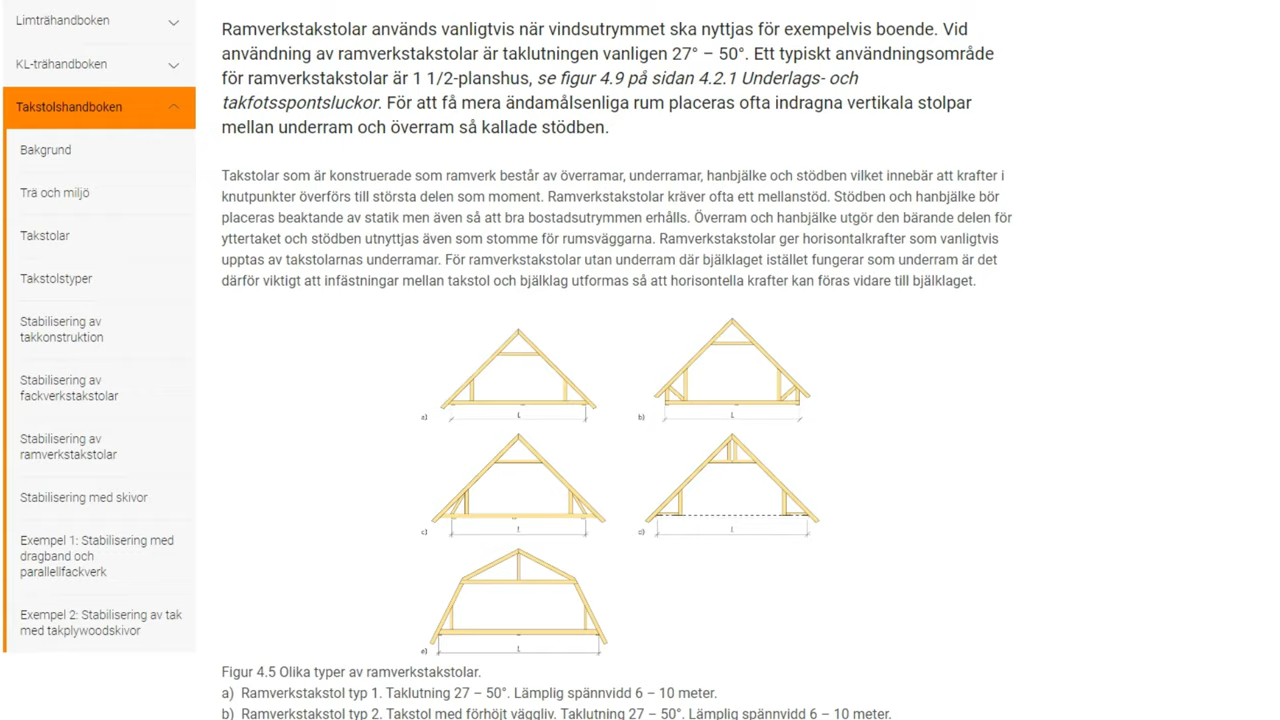 Limträhandboken
KL-trähandboken
Takstolshandboken
Bakgrund
Trä och miljö
Takstolar
Takstolstyper
Stabilisering av
takkonstruktion
Stabilisering av
fackverkstakstolar
Stabilisering av
ramverkstakstolar
Stabilisering med skivor
Exempel 1: Stabilisering med
dragband och
parallellfackverk
Exempel 2: Stabilisering av tak
med takplywoodskivor
Ramverkstakstolar används vanligtvis när vindsutrymmet ska nyttjas för exempelvis boende. Vid
användning av ramverkstakstolar är taklutningen vanligen 27° – 50°. Ett typiskt användningsområde
för ramverkstakstolar är 1 1/2-planshus, se figur 4.9 på sidan 4.2.1 Underlags- och
takfotsspontsluckor. För att få mera ändamålsenliga rum placeras ofta indragna vertikala stolpar
mellan underram och överram så kallade stödben.
Takstolar som är konstruerade som ramverk består av överramar, underramar, hanbjälke och stödben vilket innebär att krafter i
knutpunkter överförs till största delen som moment. Ramverkstakstolar kräver ofta ett mellanstöd. Stödben och hanbjälke bör
placeras beaktande av statik men även så att bra bostadsutrymmen erhålls. Överram och hanbjälke utgör den bärande delen för
yttertaket och stödben utnyttjas även som stomme för rumsväggarna. Ramverkstakstolar ger horisontalkrafter som vanligtvis
upptas av takstolarnas underramar. För ramverkstakstolar utan underram där bjälklaget istället fungerar som underram är det
därför viktigt att infästningar mellan takstol och bjälklag utformas så att horisontella krafter kan föras vidare till bjälklaget.
a) L
b) L
c) L
d) L
e) L
Figur 4.5 Olika typer av ramverkstakstolar.
a) Ramverkstakstol typ 1. Taklutning 27 – 50°. Lämplig spännvidd 6 – 10 meter.
b) Ramverkstakstol typ 2. Takstol med förhöjt väggliv. Taklutning 27 – 50°. Lämplig spännvidd 6 – 10 meter.